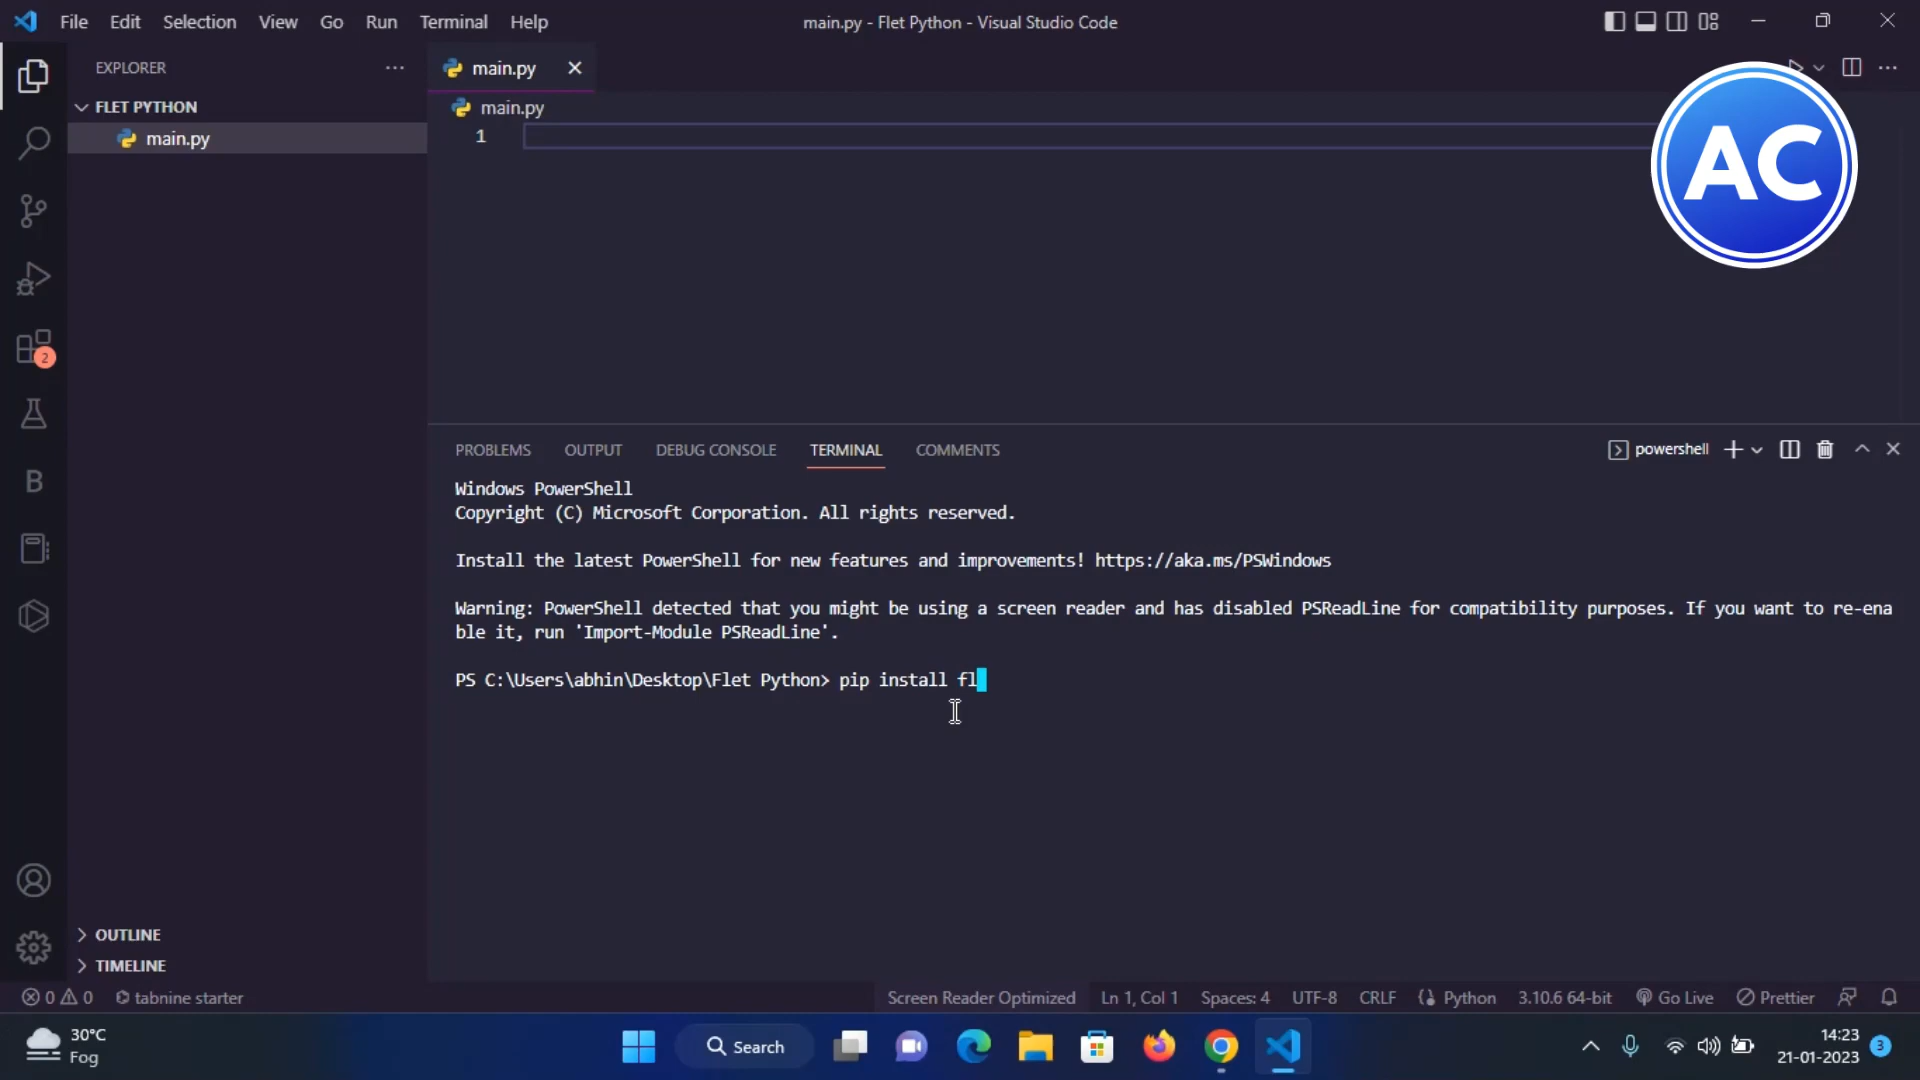 File Edit Selection View Go Run Terminal Help
main.py - Flet Python - Visual Studio Code
EXPLORER
FLET PYTHON
main.py
main.py
main.py
1
AC
2
B
PROBLEMS OUTPUT DEBUG CONSOLE TERMINAL COMMENTS
powershell
Windows PowerShell
Copyright (C) Microsoft Corporation. All rights reserved.
Install the latest PowerShell for new features and improvements! https://aka.ms/PSWindows
Warning: PowerShell detected that you might be using a screen reader and has disabled PSReadLine for compatibility purposes. If you want to re-ena
ble it, run 'Import-Module PSReadLine'.
PS C:\Users\abhin\Desktop\Flet Python> pip install fl
OUTLINE
TIMELINE
0 0 tabnine starter
Screen Reader Optimized Ln 1, Col 1 Spaces: 4 UTF-8 CRLF Python 3.10.6 64-bit Go Live Prettier
30°C
Fog
Search
14:23
21-01-2023
3